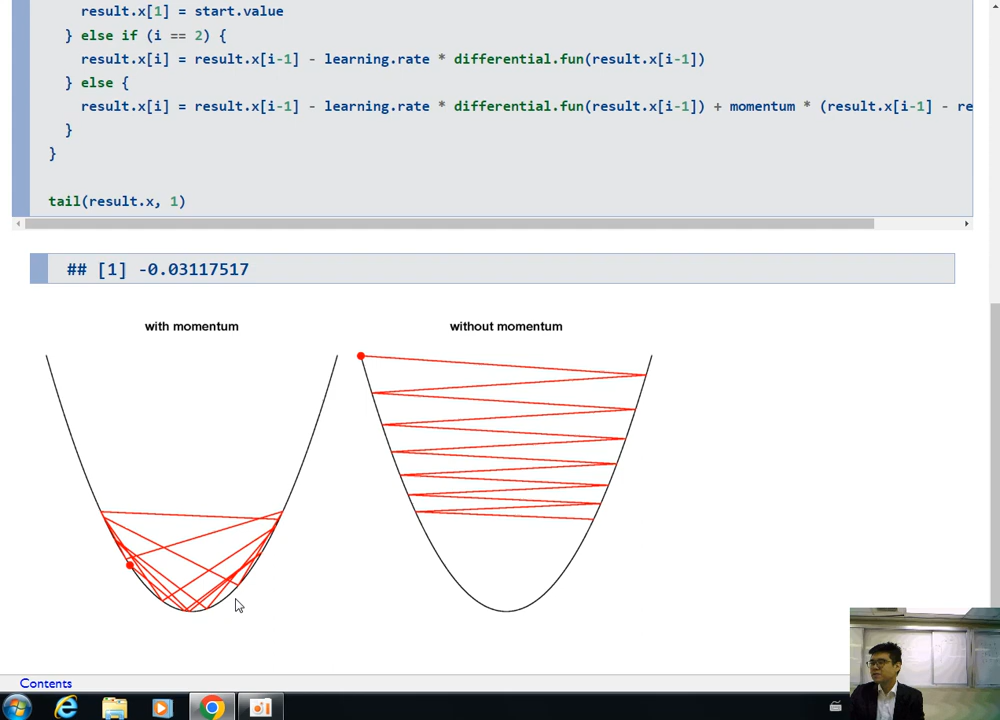 result.x[1] = start.value
} else if (i == 2) {
result.x[i] = result.x[i-1] - learning.rate * differential.fun(result.x[i-1])
} else {
result.x[i] = result.x[i-1] - learning.rate * differential.fun(result.x[i-1]) + momentum * (result.x[i-1] - re
}
}
tail(result.x, 1)
## [1] -0.03117517
with momentum
without momentum
Contents